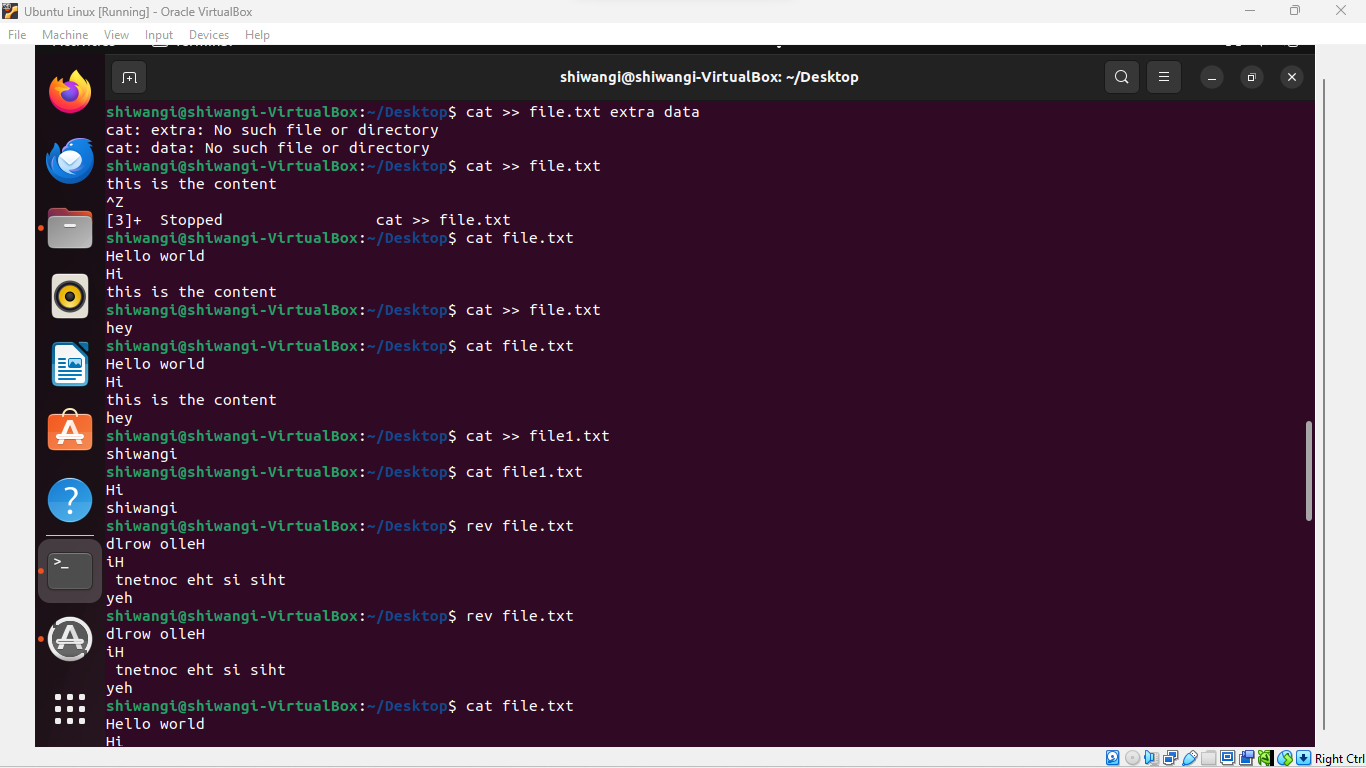 Ubuntu Linux [Running] - Oracle VirtualBox
File Machine View Input Devices Help
shiwangi@shiwangi-VirtualBox: ~/Desktop
shiwangi@shiwangi-VirtualBox:~/Desktop$ cat >> file.txt extra data
cat: extra: No such file or directory
cat: data: No such file or directory
shiwangi@shiwangi-VirtualBox:~/Desktop$ cat >> file.txt
this is the content
^Z
[3]+  Stopped                 cat >> file.txt
shiwangi@shiwangi-VirtualBox:~/Desktop$ cat file.txt
Hello world
Hi
this is the content
shiwangi@shiwangi-VirtualBox:~/Desktop$ cat >> file.txt
hey
shiwangi@shiwangi-VirtualBox:~/Desktop$ cat file.txt
Hello world
Hi
this is the content
hey
shiwangi@shiwangi-VirtualBox:~/Desktop$ cat >> file1.txt
shiwangi
shiwangi@shiwangi-VirtualBox:~/Desktop$ cat file1.txt
Hi
shiwangi
shiwangi@shiwangi-VirtualBox:~/Desktop$ rev file.txt
dlrow olleH
iH
 tnetnoc eht si siht
yeh
shiwangi@shiwangi-VirtualBox:~/Desktop$ rev file.txt
dlrow olleH
iH
 tnetnoc eht si siht
yeh
shiwangi@shiwangi-VirtualBox:~/Desktop$ cat file.txt
Hello world
Hi
Right Ctrl